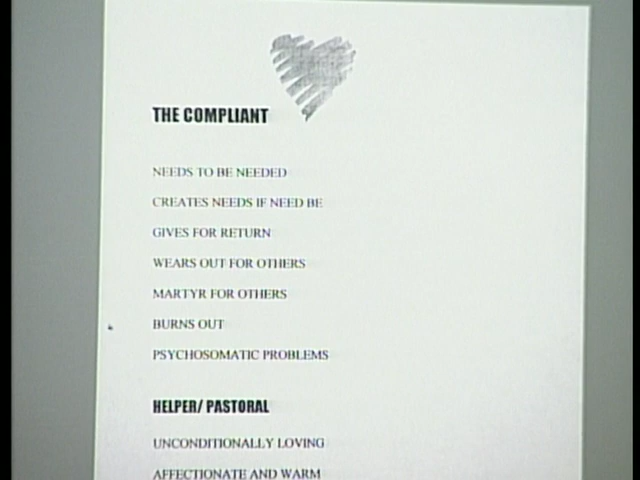 THE COMPLIANT
NEEDS TO BE NEEDED
CREATES NEEDS IF NEED BE
GIVES FOR RETURN
WEARS OUT FOR OTHERS
MARTYR FOR OTHERS
BURNS OUT
PSYCHOSOMATIC PROBLEMS
HELPER/ PASTORAL
UNCONDITIONALLY LOVING
AFFECTIONATE AND WARM